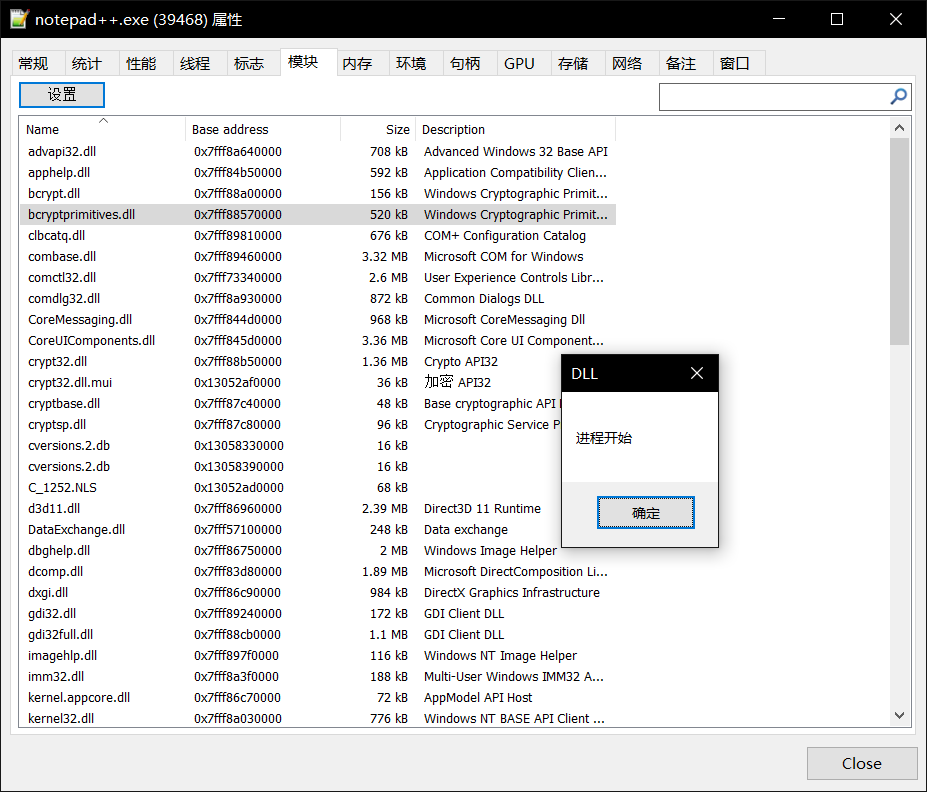 notepad++.exe (39468) 属性
常规 统计 性能 线程 标志 模块 内存 环境 句柄 GPU 存储 网络 备注 窗口
设置
Name Base address Size Description
advapi32.dll 0x7fff8a640000 708 kB Advanced Windows 32 Base API
apphelp.dll 0x7fff84b50000 592 kB Application Compatibility Clien...
bcrypt.dll 0x7fff88a00000 156 kB Windows Cryptographic Primit...
bcryptprimitives.dll 0x7fff88570000 520 kB Windows Cryptographic Primit...
clbcatq.dll 0x7fff89810000 676 kB COM+ Configuration Catalog
combase.dll 0x7fff89460000 3.32 MB Microsoft COM for Windows
comctl32.dll 0x7fff73340000 2.6 MB User Experience Controls Libr...
comdlg32.dll 0x7fff8a930000 872 kB Common Dialogs DLL
CoreMessaging.dll 0x7fff844d0000 968 kB Microsoft CoreMessaging Dll
CoreUIComponents.dll 0x7fff845d0000 3.36 MB Microsoft Core UI Component...
crypt32.dll 0x7fff88b50000 1.36 MB Crypto API32
crypt32.dll.mui 0x13052af0000 36 kB 加密 API32
cryptbase.dll 0x7fff87c40000 48 kB Base cryptographic API
cryptsp.dll 0x7fff87c80000 96 kB Cryptographic Service
cversions.2.db 0x13058330000 16 kB
cversions.2.db 0x13058390000 16 kB
C_1252.NLS 0x13052ad0000 68 kB
d3d11.dll 0x7fff86960000 2.39 MB Direct3D 11 Runtime
DataExchange.dll 0x7fff57100000 248 kB Data exchange
dbghelp.dll 0x7fff86750000 2 MB Windows Image Helper
dcomp.dll 0x7fff83d80000 1.89 MB Microsoft DirectComposition Li...
dxgi.dll 0x7fff86c90000 984 kB DirectX Graphics Infrastructure
gdi32.dll 0x7fff89240000 172 kB GDI Client DLL
gdi32full.dll 0x7fff88cb0000 1.1 MB GDI Client DLL
imagehlp.dll 0x7fff897f0000 116 kB Windows NT Image Helper
imm32.dll 0x7fff8a3f0000 188 kB Multi-User Windows IMM32 A...
kernel.appcore.dll 0x7fff86c70000 72 kB AppModel API Host
kernel32.dll 0x7fff8a030000 776 kB Windows NT BASE API Client ...
DLL
进程开始
确定
Close